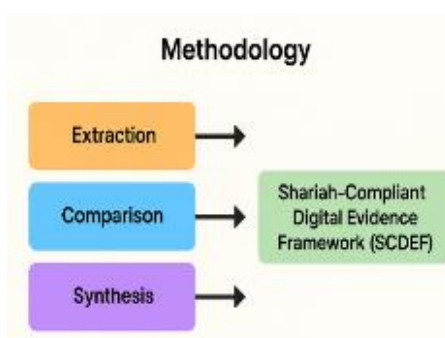 Methodology
Extraction
Comparison
Shariah-Compliant
Digital Evidence
Framework (SCDEF)
Synthesis